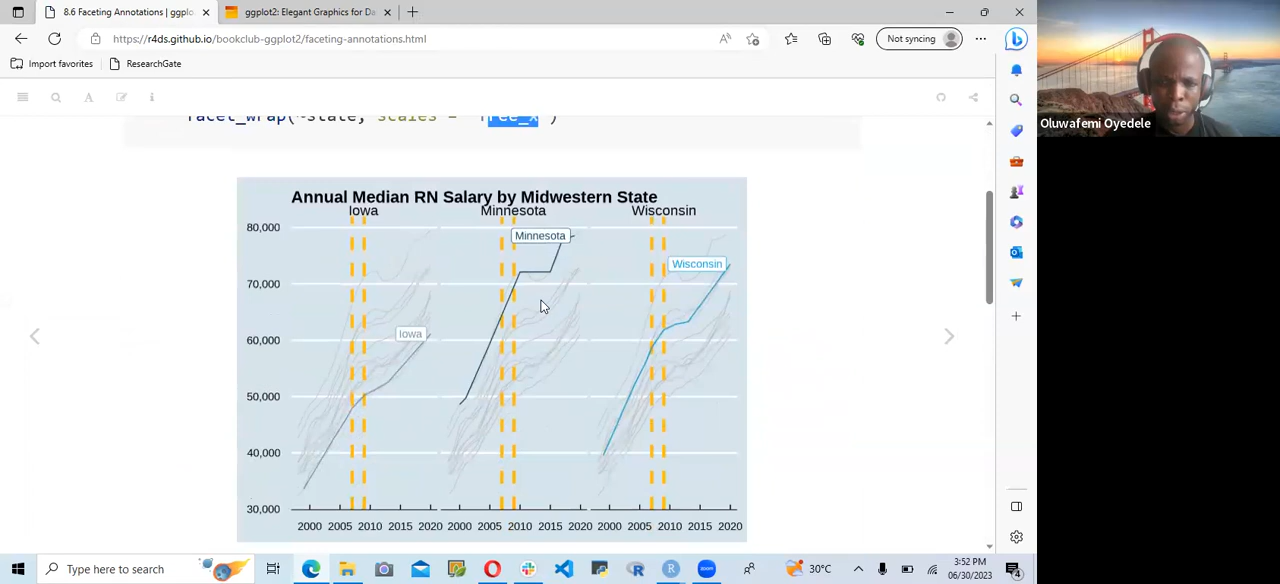 8.6 Faceting Annotations | ggplo
ggplot2: Elegant Graphics for Da
https://r4ds.github.io/bookclub-ggplot2/faceting-annotations.html
Not syncing
Import favorites
ResearchGate
Oluwafemi Oyedele
facet_wrap(~state, scales = "free_x")
Annual Median RN Salary by Midwestern State
Iowa Minnesota Wisconsin
80,000
Minnesota
Wisconsin
70,000
60,000
Iowa
50,000
40,000
30,000
2000 2005 2010 2015 2020 2000 2005 2010 2015 2020 2000 2005 2010 2015 2020
Type here to search
30°C
3:52 PM
06/30/2023
4